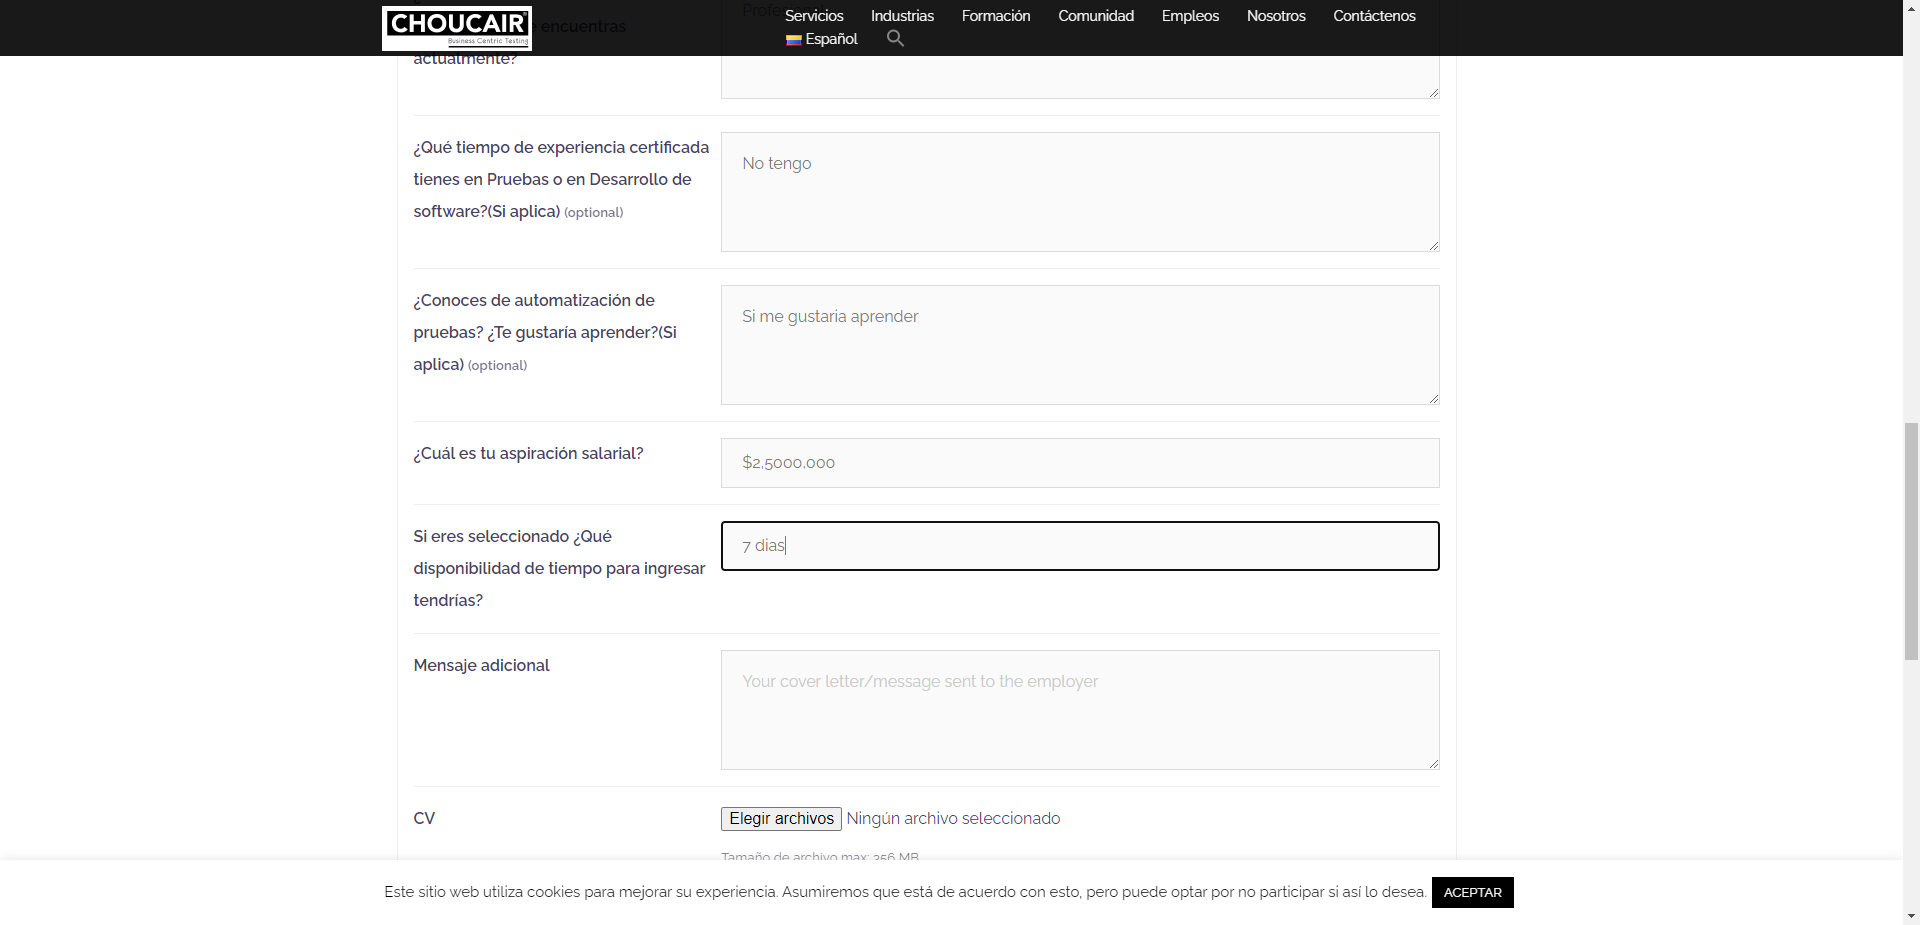 CHOUCAIR
Business Centric Testing
Servicios Industrias Formación Comunidad Empleos Nosotros Contáctenos
Español
Profesional
encuentras
actualmente?
¿Qué tiempo de experiencia certificada
tienes en Pruebas o en Desarrollo de
software?(Si aplica) (optional)
No tengo
¿Conoces de automatización de
pruebas? ¿Te gustaría aprender?(Si
aplica) (optional)
Si me gustaria aprender
¿Cuál es tu aspiración salarial?
$2,5000,000
Si eres seleccionado ¿Qué
disponibilidad de tiempo para ingresar
tendrías?
7 dias
Mensaje adicional
Your cover letter/message sent to the employer
CV
Elegir archivos Ningún archivo seleccionado
Tamaño de archivo max: 356 MB
Este sitio web utiliza cookies para mejorar su experiencia. Asumiremos que está de acuerdo con esto, pero puede optar por no participar si así lo desea. ACEPTAR